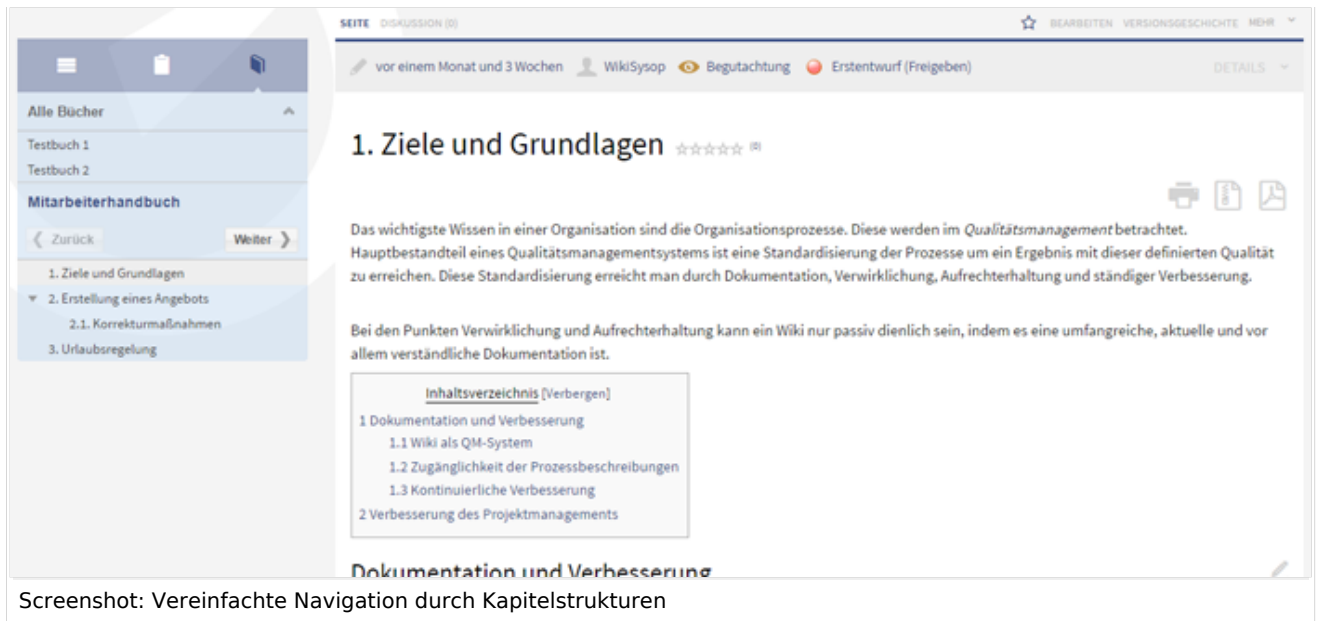 SEITE DISKUSSION (0) BEARBEITEN VERSIONSGESCHICHTE MEHR
vor einem Monat und 3 Wochen WikiSysop Begutachtung Erstentwurf (Freigeben) DETAILS
Alle Bücher
Testbuch 1
Testbuch 2
Mitarbeiterhandbuch
Zurück Weiter
1. Ziele und Grundlagen
2. Erstellung eines Angebots
2.1. Korrekturmaßnahmen
3. Urlaubsregelung
1. Ziele und Grundlagen (0)
Das wichtigste Wissen in einer Organisation sind die Organisationsprozesse. Diese werden im Qualitätsmanagement betrachtet.
Hauptbestandteil eines Qualitätsmanagementsystems ist eine Standardisierung der Prozesse um ein Ergebnis mit dieser definierten Qualität
zu erreichen. Diese Standardisierung erreicht man durch Dokumentation, Verwirklichung, Aufrechterhaltung und ständiger Verbesserung.
Bei den Punkten Verwirklichung und Aufrechterhaltung kann ein Wiki nur passiv dienlich sein, indem es eine umfangreiche, aktuelle und vor
allem verständliche Dokumentation ist.
Inhaltsverzeichnis [Verbergen]
1 Dokumentation und Verbesserung
1.1 Wiki als QM-System
1.2 Zugänglichkeit der Prozessbeschreibungen
1.3 Kontinuierliche Verbesserung
2 Verbesserung des Projektmanagements
Dokumentation und Verbesserung
Screenshot: Vereinfachte Navigation durch Kapitelstrukturen